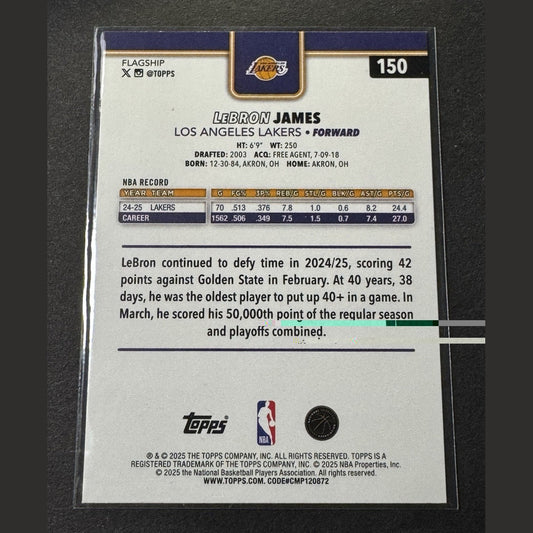 FLAGSHIP
@TOPPS
LAKERS
150
LEBRON JAMES
LOS ANGELES LAKERS • FORWARD
HT: 6'9" WT: 250
DRAFTED: 2003 ACQ: FREE AGENT, 7-09-18
BORN: 12-30-84, AKRON, OH HOME: AKRON, OH
NBA RECORD
YEAR TEAM G FG% 3P% REB/G STL/G BLK/G AST/G PTS/G
24-25 LAKERS 70 .513 .376 7.8 1.0 0.6 8.2 24.4
CAREER 1562 .506 .349 7.5 1.5 0.7 7.4 27.0
LeBron continued to defy time in 2024/25, scoring 42
points against Golden State in February. At 40 years, 38
days, he was the oldest player to put up 40+ in a game. In
March, he scored his 50,000th point of the regular season
and playoffs combined.
Topps
NBA
® & © 2025 THE TOPPS COMPANY, INC. ALL RIGHTS RESERVED. TOPPS IS A
REGISTERED TRADEMARK OF THE TOPPS COMPANY, INC. © 2025 NBA Properties, Inc.
© 2025 the National Basketball Players Association. All rights reserved.
WWW.TOPPS.COM. CODE#CMP120872